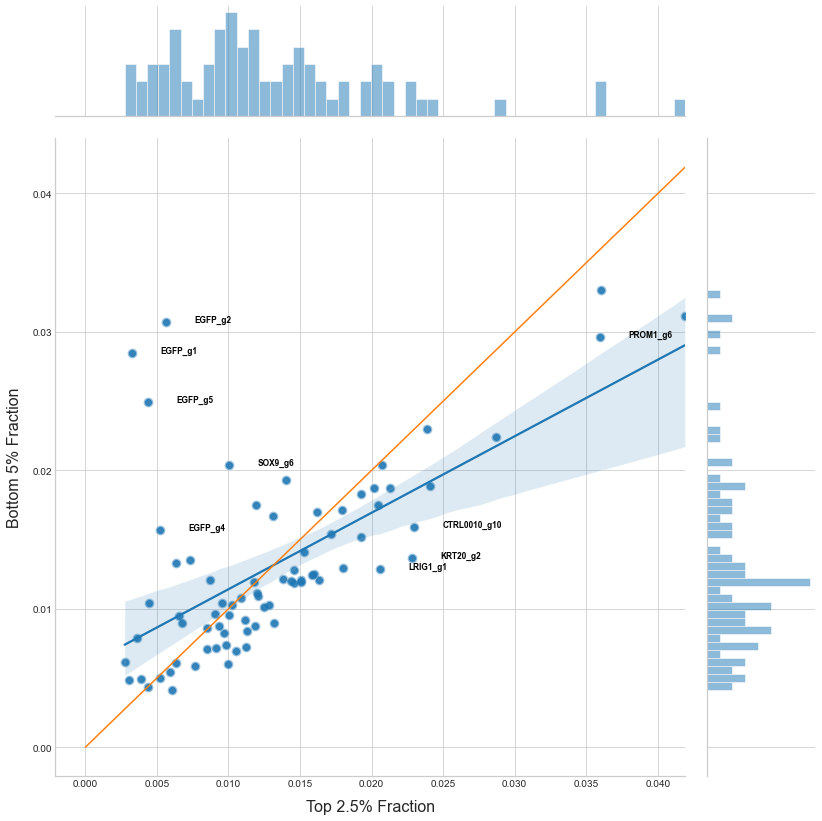 0.04
0.03
0.02
0.01
0.00
Bottom 5% Fraction
EGFP_g2
EGFP_g1
PROM1_g6
EGFP_g5
SOX9_g6
EGFP_g4
CTRL0010_g10
KRT20_g2
LRIG1_g1
0.000
0.005
0.010
0.015
0.020
0.025
0.030
0.035
0.040
Top 2.5% Fraction